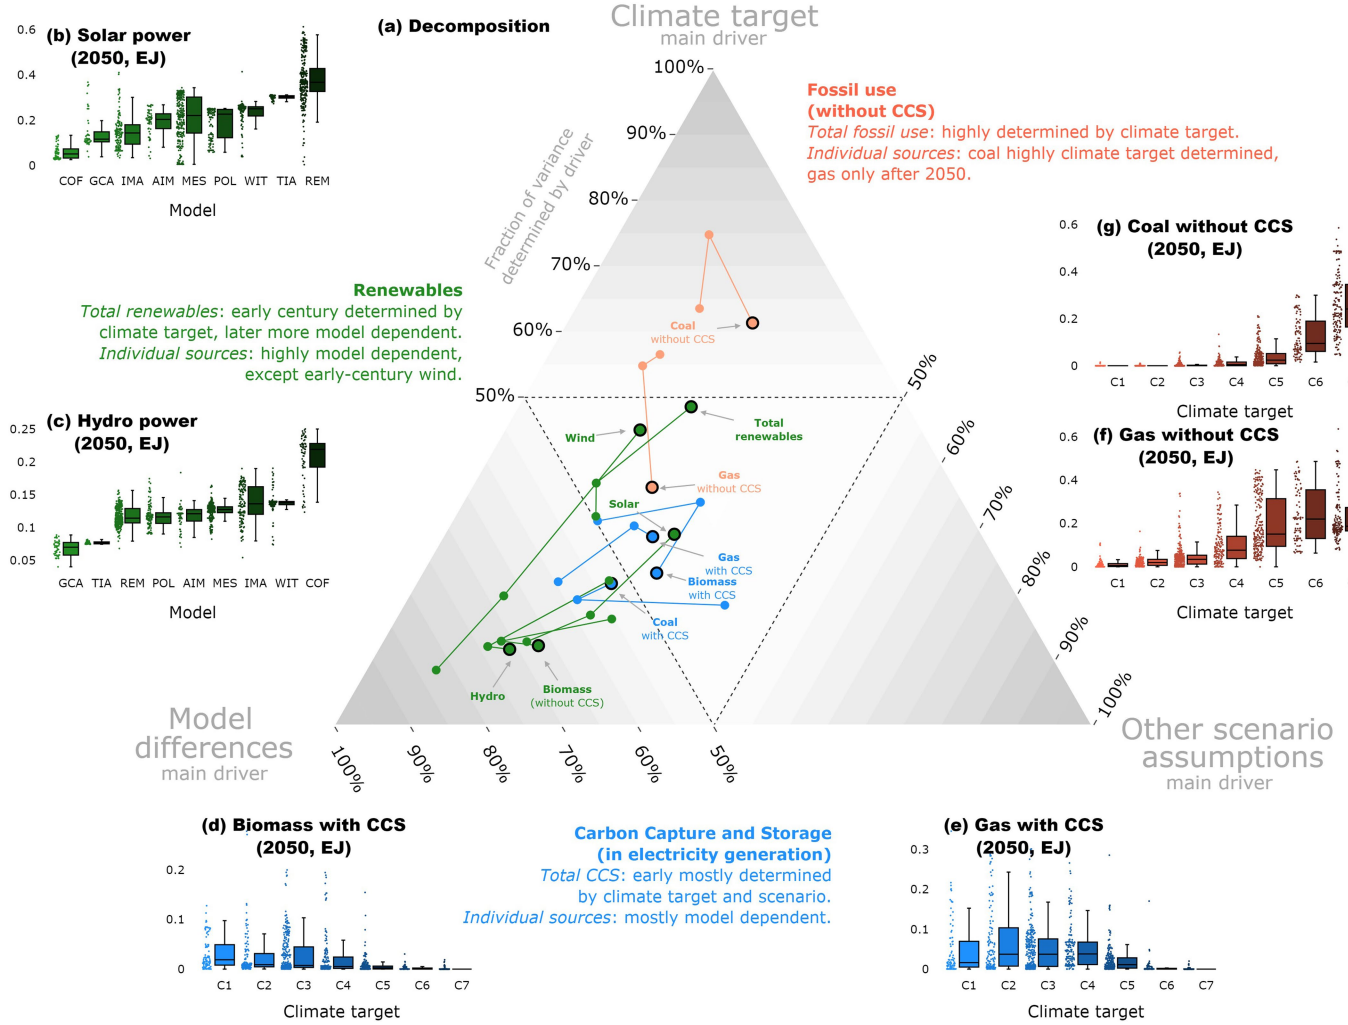 Climate target
main driver
(a) Decomposition
(b) Solar power
(2050, EJ)
0.6
0.4
0.2
0
COF GCA IMA AIM MES POL WIT TIA REM
Model
100%
90%
80%
70%
60%
50%
Fraction of variance
determined by driver
Fossil use
(without CCS)
Total fossil use: highly determined by climate target.
Individual sources: coal highly climate target determined,
gas only after 2050.
Renewables
Total renewables: early century determined by
climate target, later more model dependent.
Individual sources: highly model dependent,
except early-century wind.
(g) Coal without CCS
(2050, EJ)
0.6
0.4
0.2
0
C1 C2 C3 C4 C5 C6
Climate target
(c) Hydro power
(2050, EJ)
0.25
0.2
0.15
0.1
0.05
GCA TIA REM POL AIM MES IMA WIT COF
Model
(f) Gas without CCS
(2050, EJ)
0.6
0.4
0.2
0
C1 C2 C3 C4 C5 C6
Climate target
Coal
without CCS
Wind
Total
renewables
Gas
without CCS
Solar
Gas
with CCS
Biomass
with CCS
Coal
with CCS
Hydro
Biomass
(without CCS)
50%
60%
70%
80%
90%
100%
Model
differences
main driver
100%
90%
80%
70%
60%
50%
Other scenario
assumptions
main driver
(d) Biomass with CCS
(2050, EJ)
0.2
0.1
0
C1 C2 C3 C4 C5 C6 C7
Climate target
Carbon Capture and Storage
(in electricity generation)
Total CCS: early mostly determined
by climate target and scenario.
Individual sources: mostly model dependent.
(e) Gas with CCS
(2050, EJ)
0.3
0.2
0.1
0
C1 C2 C3 C4 C5 C6 C7
Climate target